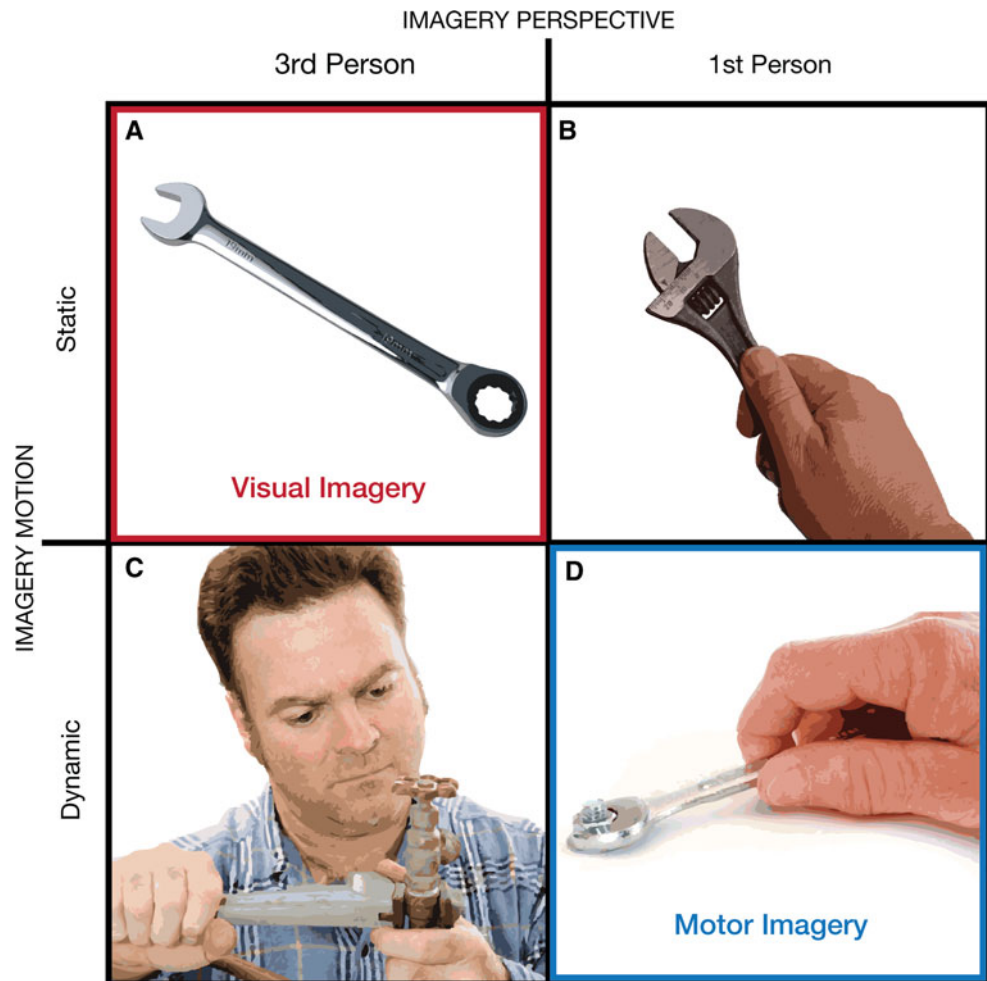 IMAGERY PERSPECTIVE
3rd Person
1st Person
A
B
Static
Visual Imagery
IMAGERY MOTION
C
D
Dynamic
Motor Imagery